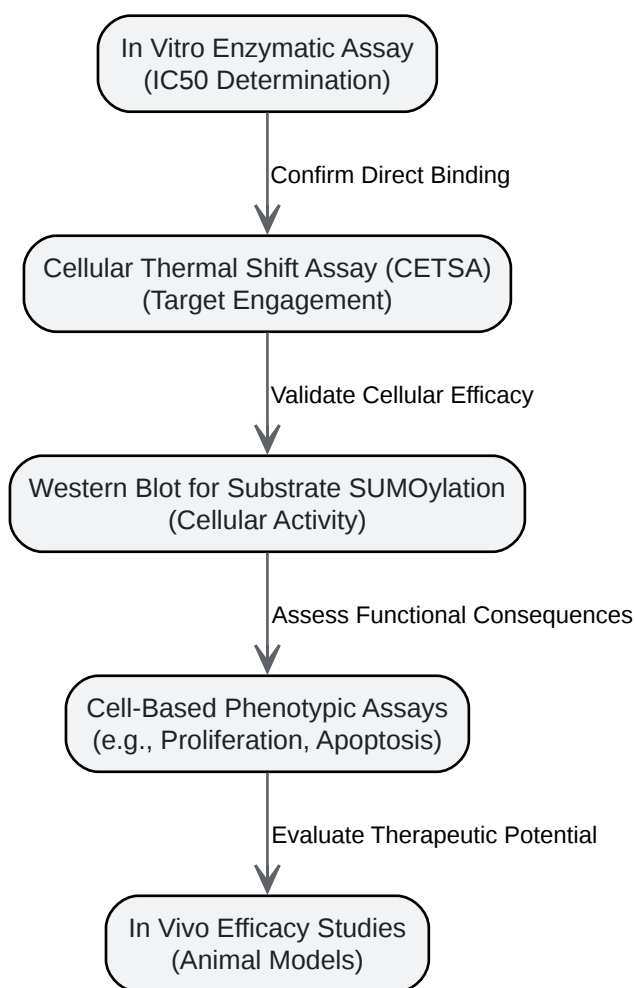 In Vitro Enzymatic Assay
(IC50 Determination)
Confirm Direct Binding
Cellular Thermal Shift Assay (CETSA)
(Target Engagement)
Validate Cellular Efficacy
Western Blot for Substrate SUMOylation
(Cellular Activity)
Assess Functional Consequences
Cell-Based Phenotypic Assays
(e.g., Proliferation, Apoptosis)
Evaluate Therapeutic Potential
In Vivo Efficacy Studies
(Animal Models)